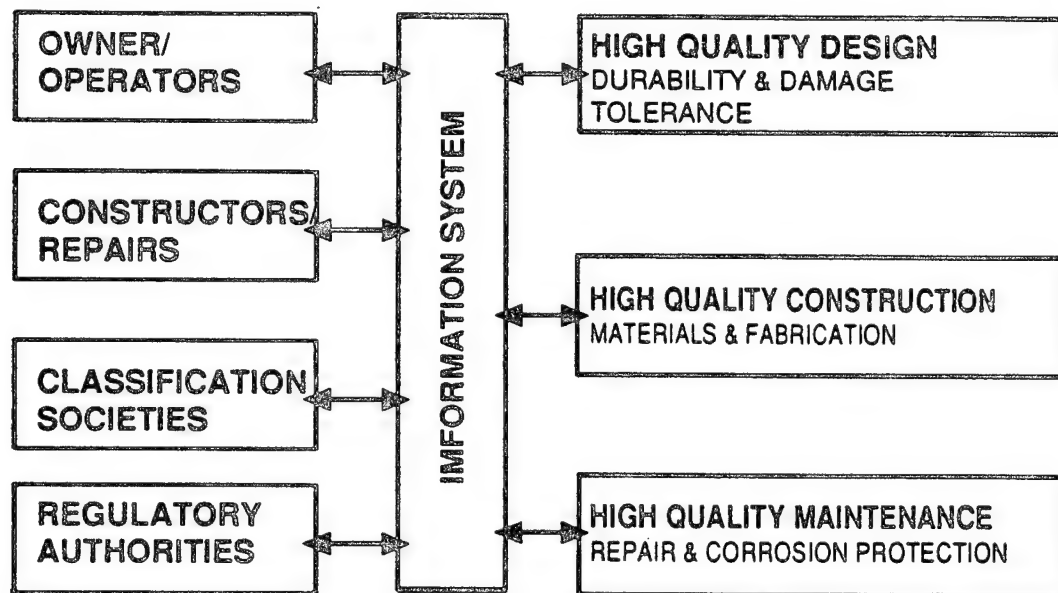 OWNER/
OPERATORS
CONSTRUCTORS/
REPAIRS
CLASSIFICATION
SOCIETIES
REGULATORY
AUTHORITIES
IMFORMATION SYSTEM
HIGH QUALITY DESIGN
DURABILITY & DAMAGE
TOLERANCE
HIGH QUALITY CONSTRUCTION
MATERIALS & FABRICATION
HIGH QUALITY MAINTENANCE
REPAIR & CORROSION PROTECTION